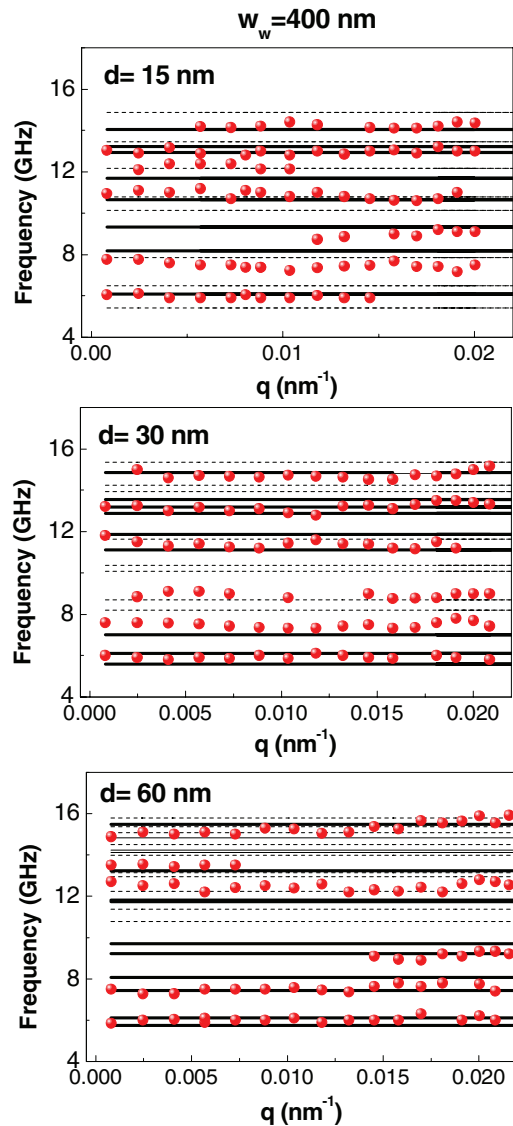 w_w=400 nm
d= 15 nm
Frequency (GHz)
16
12
8
4
0.00 0.01 0.02
q (nm⁻¹)
d= 30 nm
Frequency (GHz)
16
12
8
4
0.000 0.005 0.010 0.015 0.020
q (nm⁻¹)
d= 60 nm
Frequency (GHz)
16
12
8
4
0.000 0.005 0.010 0.015 0.020
q (nm⁻¹)